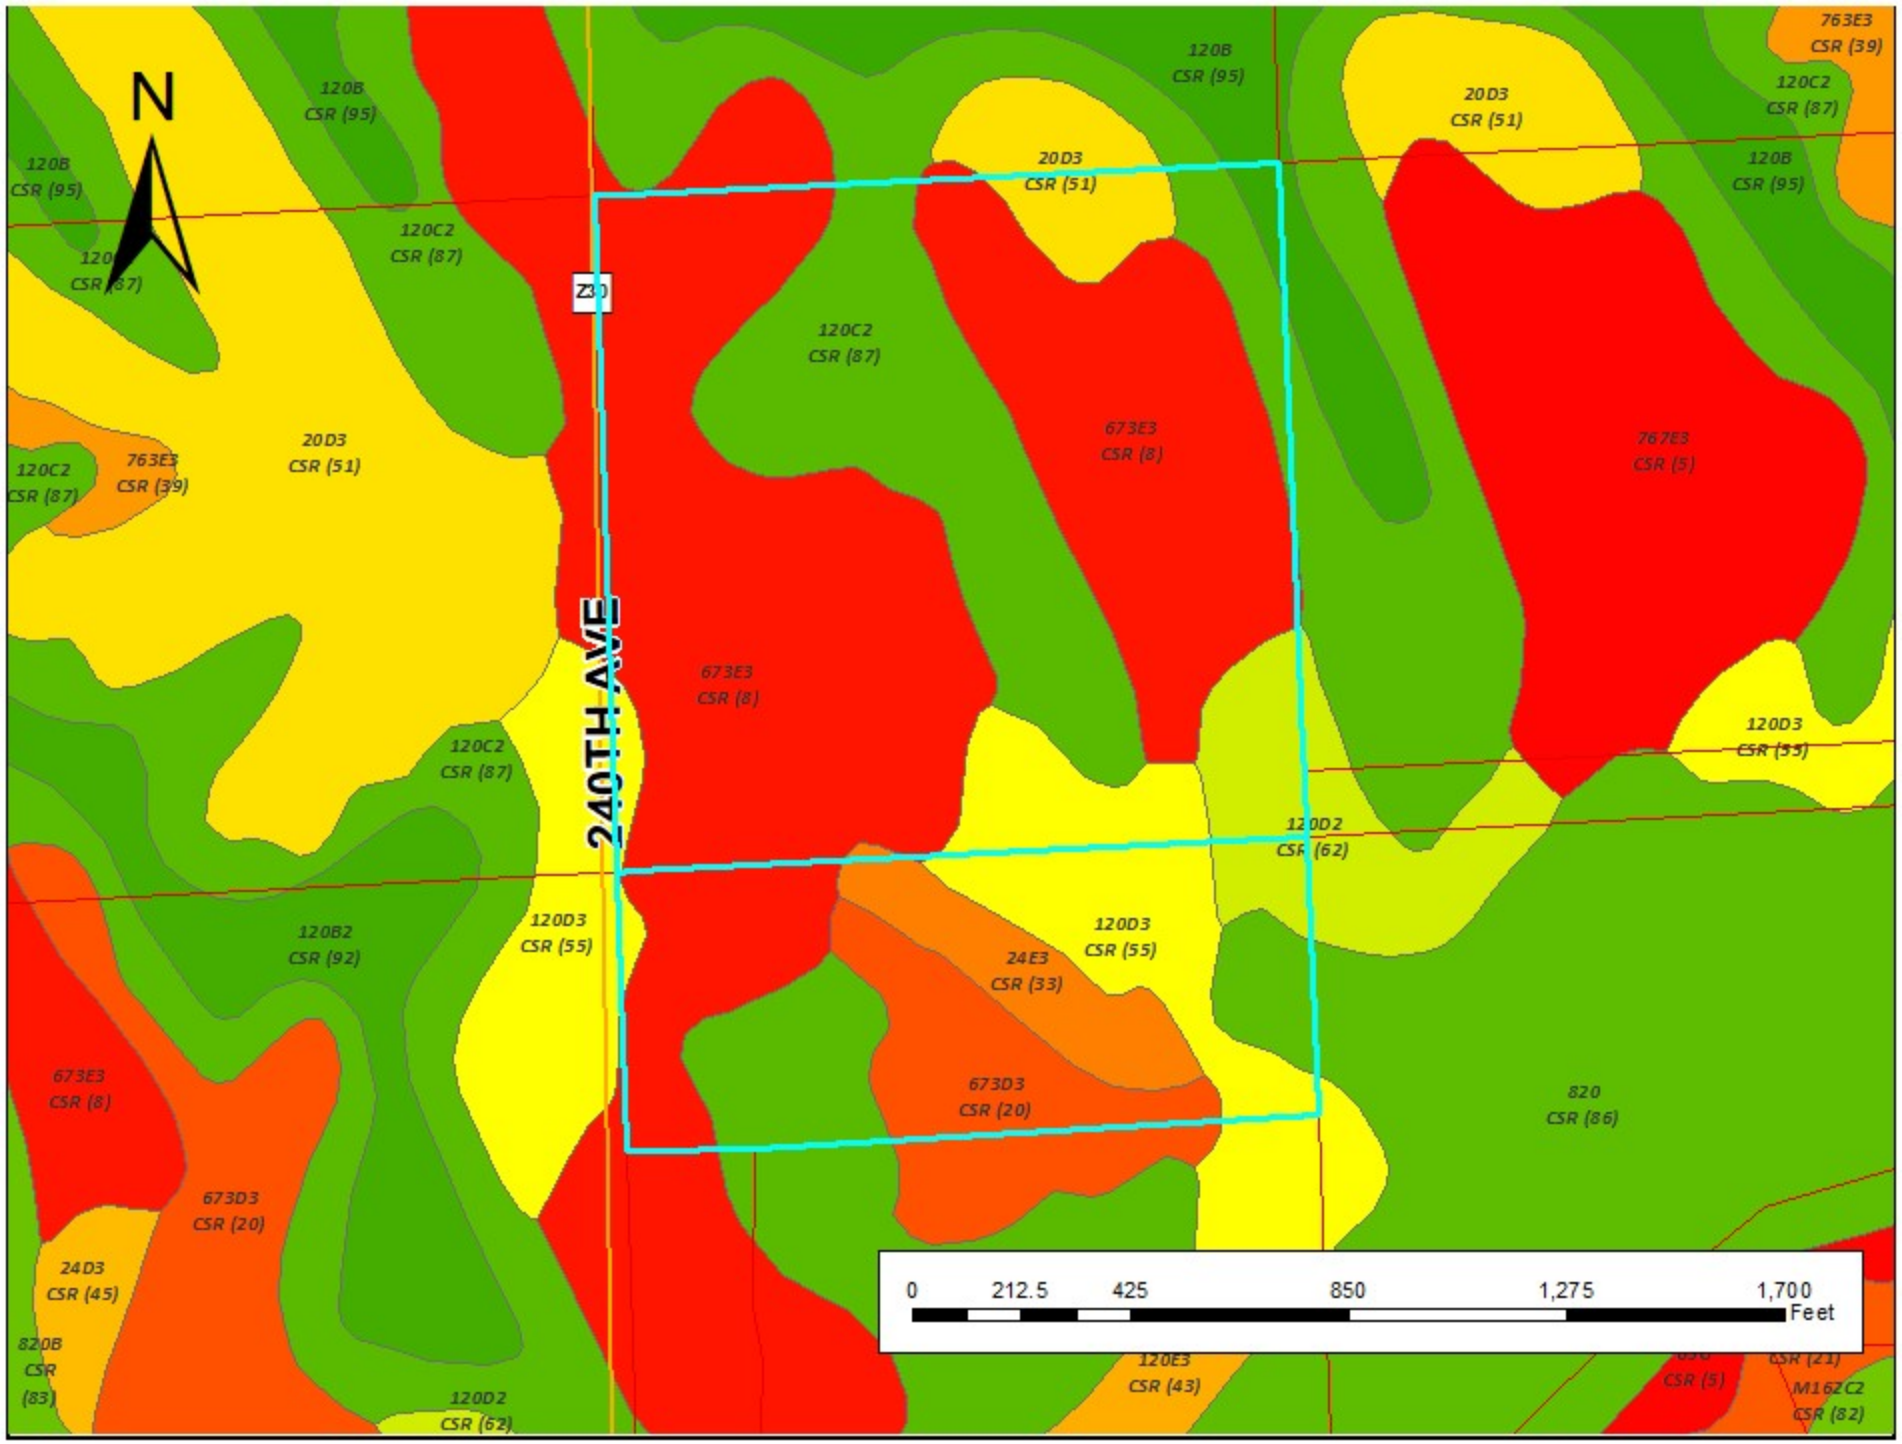 763E3
CSR (39)
N
120B
CSR (95)
120B
CSR (95)
120C2
CSR (87)
20D3
CSR (51)
120B
CSR (95)
20D3
CSR (51)
120B
CSR (95)
120B
CSR (95)
120C2
CSR (87)
CSR (87)
Z30
120C2
CSR (87)
673E3
CSR (8)
767E3
CSR (5)
20D3
CSR (51)
763E3
CSR (39)
120C2
CSR (87)
240TH AVE
673E3
CSR (8)
120C2
CSR (87)
120D3
CSR (55)
120D2
CSR (62)
120B2
CSR (92)
120D3
CSR (55)
120D3
CSR (55)
24E3
CSR (33)
673E3
CSR (8)
673D3
CSR (20)
820
CSR (86)
673D3
CSR (20)
24D3
CSR (45)
0 212.5 425 850 1,275 1,700
Feet
820B
CSR
(83)
120E3
CSR (43)
CSR (5)
CSR (21)
M162C2
CSR (82)
120D2
CSR (62)